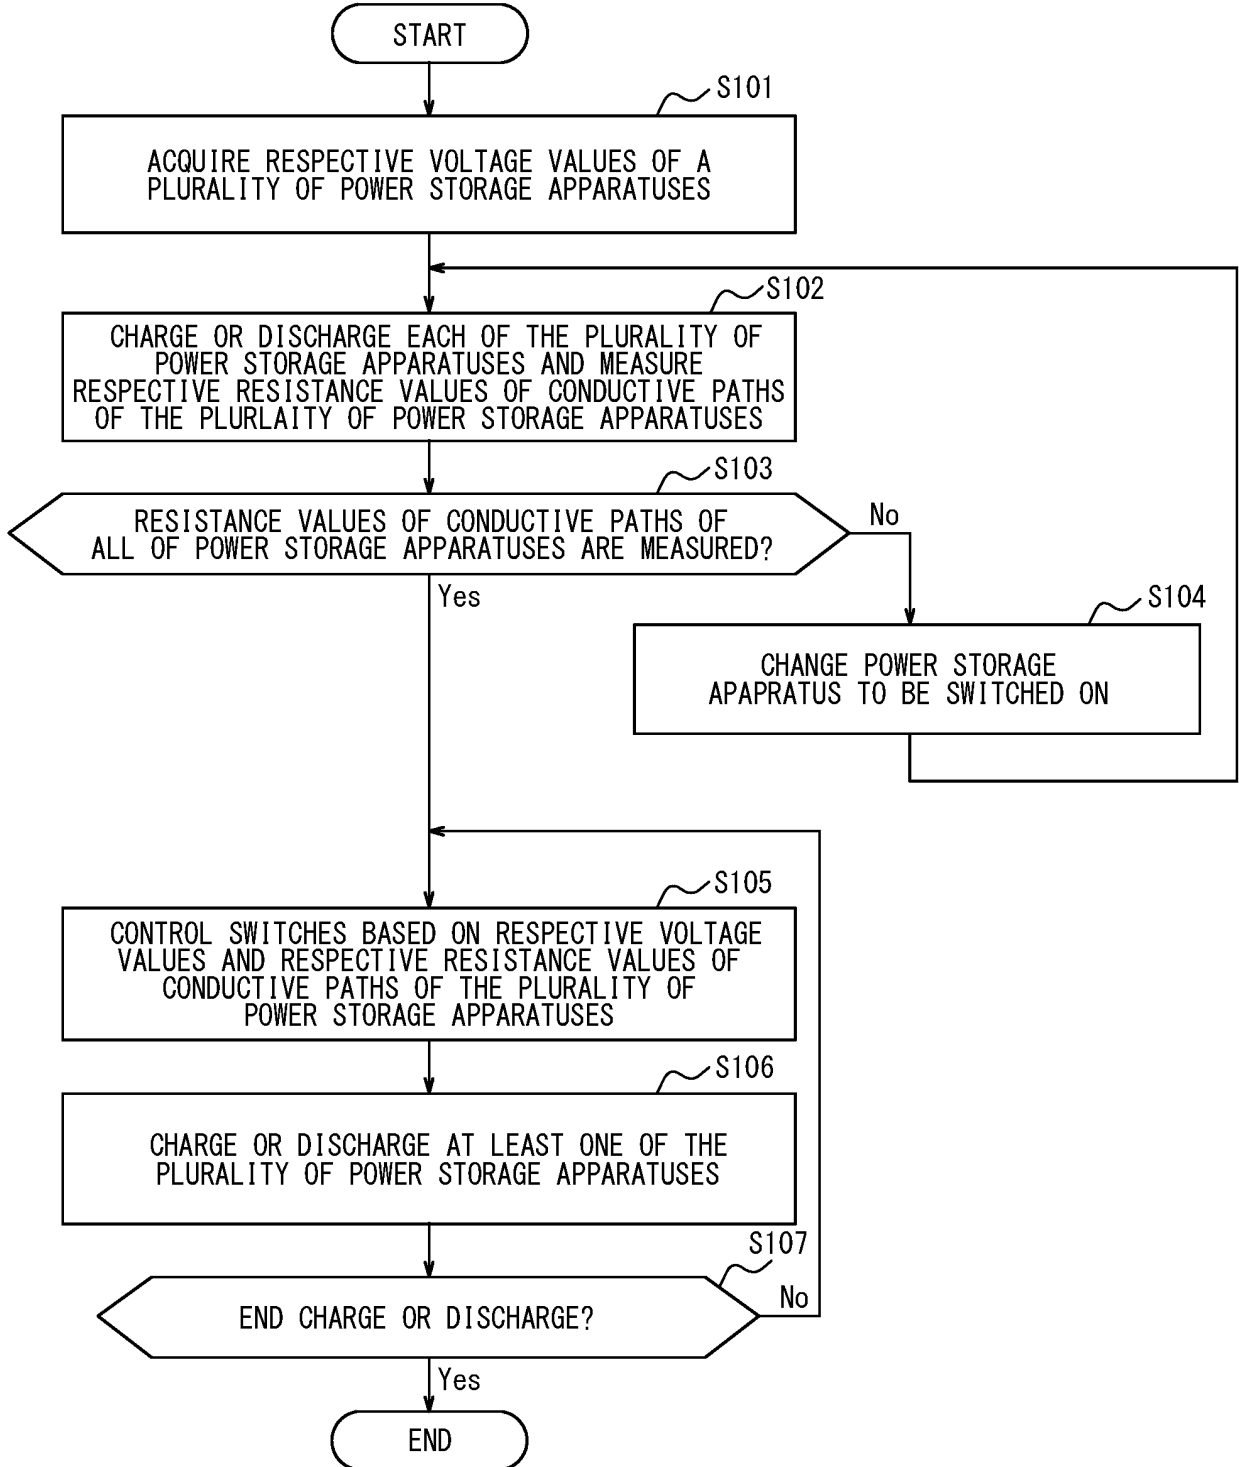 START
S101
ACQUIRE RESPECTIVE VOLTAGE VALUES OF A
PLURALITY OF POWER STORAGE APPARATUSES
S102
CHARGE OR DISCHARGE EACH OF THE PLURALITY OF
POWER STORAGE APPARATUSES AND MEASURE
RESPECTIVE RESISTANCE VALUES OF CONDUCTIVE PATHS
OF THE PLURLAITY OF POWER STORAGE APPARATUSES
S103
RESISTANCE VALUES OF CONDUCTIVE PATHS OF
ALL OF POWER STORAGE APPARATUSES ARE MEASURED?
No
Yes
S104
CHANGE POWER STORAGE
APAPRATUS TO BE SWITCHED ON
S105
CONTROL SWITCHES BASED ON RESPECTIVE VOLTAGE
VALUES AND RESPECTIVE RESISTANCE VALUES OF
CONDUCTIVE PATHS OF THE PLURALITY OF
POWER STORAGE APPARATUSES
S106
CHARGE OR DISCHARGE AT LEAST ONE OF THE
PLURALITY OF POWER STORAGE APPARATUSES
S107
END CHARGE OR DISCHARGE?
No
Yes
END